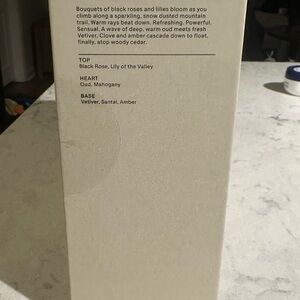 Bouquets of black roses and lilies bloom as you
climb along a sparkling, snow dusted mountain
trail. Warm rays beat down. Refreshing. Powerful.
Sensual. A wave of deep, warm oud meets fresh
Vetiver, Clove and amber cascade down to float,
finally, atop woody cedar.
TOP
Black Rose, Lily of the Valley
HEART
Oud, Mahogany
BASE
Vetiver, Santal, Amber